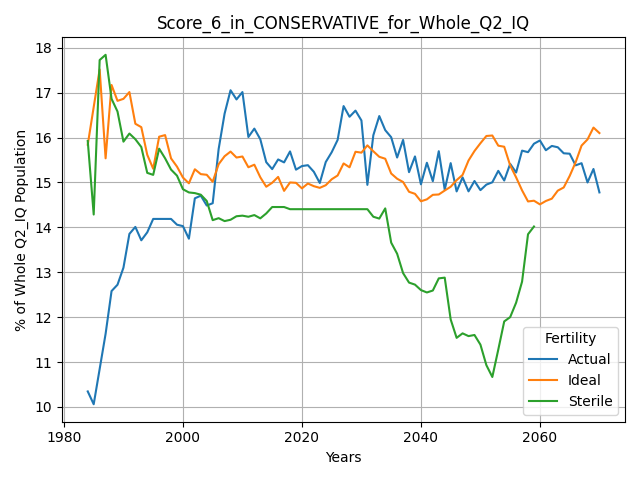 Score_6_in_CONSERVATIVE_for_Whole_Q2_IQ
% of Whole Q2_IQ Population
18
17
16
15
14
13
12
11
10
1980
2000
2020
2040
2060
Years
Fertility
Actual
Ideal
Sterile